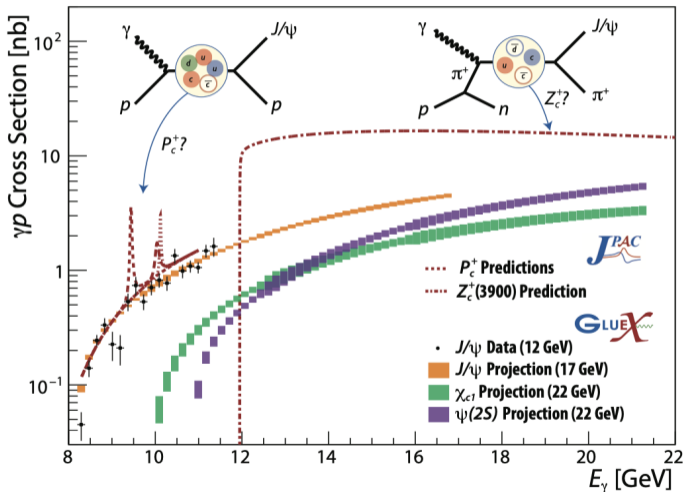 γp Cross Section [nb]
10²
10
1
10⁻¹
γ
J/ψ
d u
u
c c̅
p
p
P_c⁺?
γ
J/ψ
d̅
π⁺
u c
c̅
Z_c⁺?
π⁺
p
n
JPAC
P_c⁺ Predictions
Z_c⁺(3900) Prediction
GLUEX
J/ψ Data (12 GeV)
J/ψ Projection (17 GeV)
χ_c1 Projection (22 GeV)
ψ(2S) Projection (22 GeV)
8 10 12 14 16 18 20 22
E_γ [GeV]